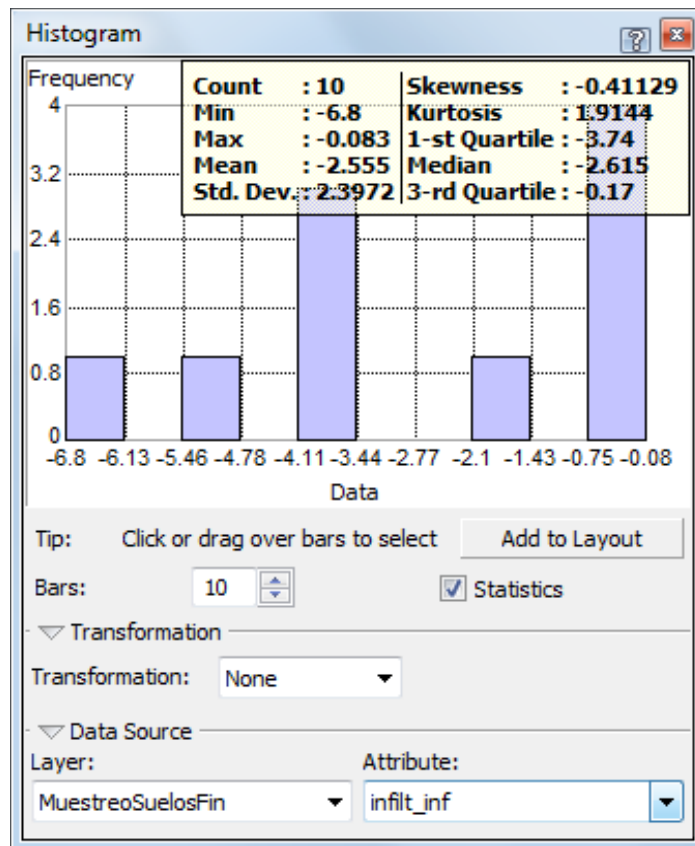 Histogram
Frequency
Count : 10 Skewness : -0.41129
Min : -6.8 Kurtosis : 1.9144
Max : -0.083 1-st Quartile : -3.74
Mean : -2.555 Median : -2.615
Std. Dev. : 2.3972 3-rd Quartile : -0.17
4
3.2
2.4
1.6
0.8
0
-6.8 -6.13 -5.46 -4.78 -4.11 -3.44 -2.77 -2.1 -1.43 -0.75 -0.08
Data
Tip: Click or drag over bars to select Add to Layout
Bars: 10 Statistics
Transformation
Transformation: None
Data Source
Layer: Attribute:
MuestreoSuelosFin infilt_inf